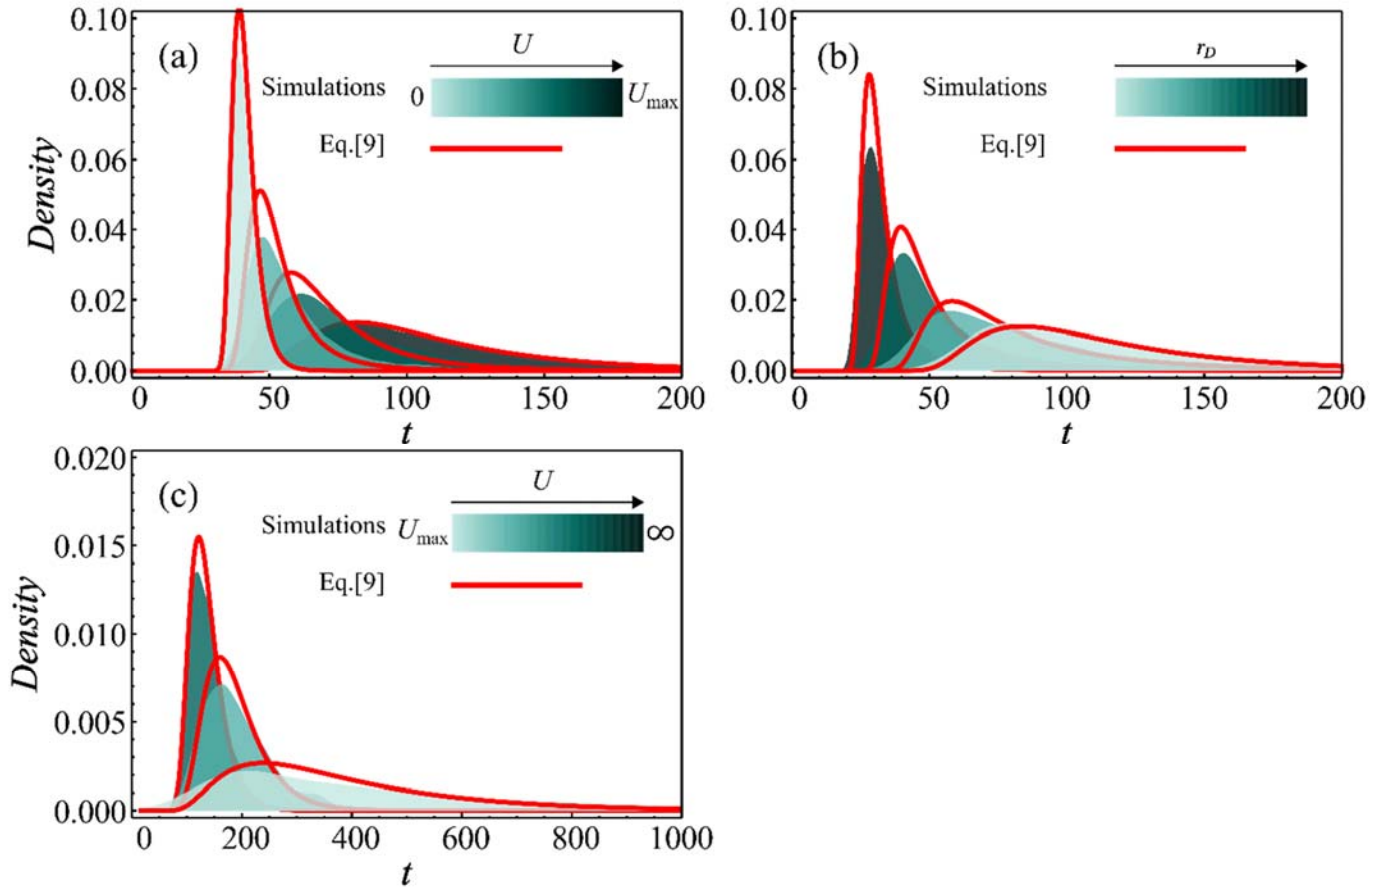 (a)
U
Simulations 0 U_max
Eq.[9]
Density
0.10
0.08
0.06
0.04
0.02
0.00
0 50 100 150 200
t
(b)
r_D
Simulations
Eq.[9]
0.10
0.08
0.06
0.04
0.02
0.00
0 50 100 150 200
t
(c)
U
Simulations U_max ∞
Eq.[9]
Density
0.020
0.015
0.010
0.005
0.000
0 200 400 600 800 1000
t